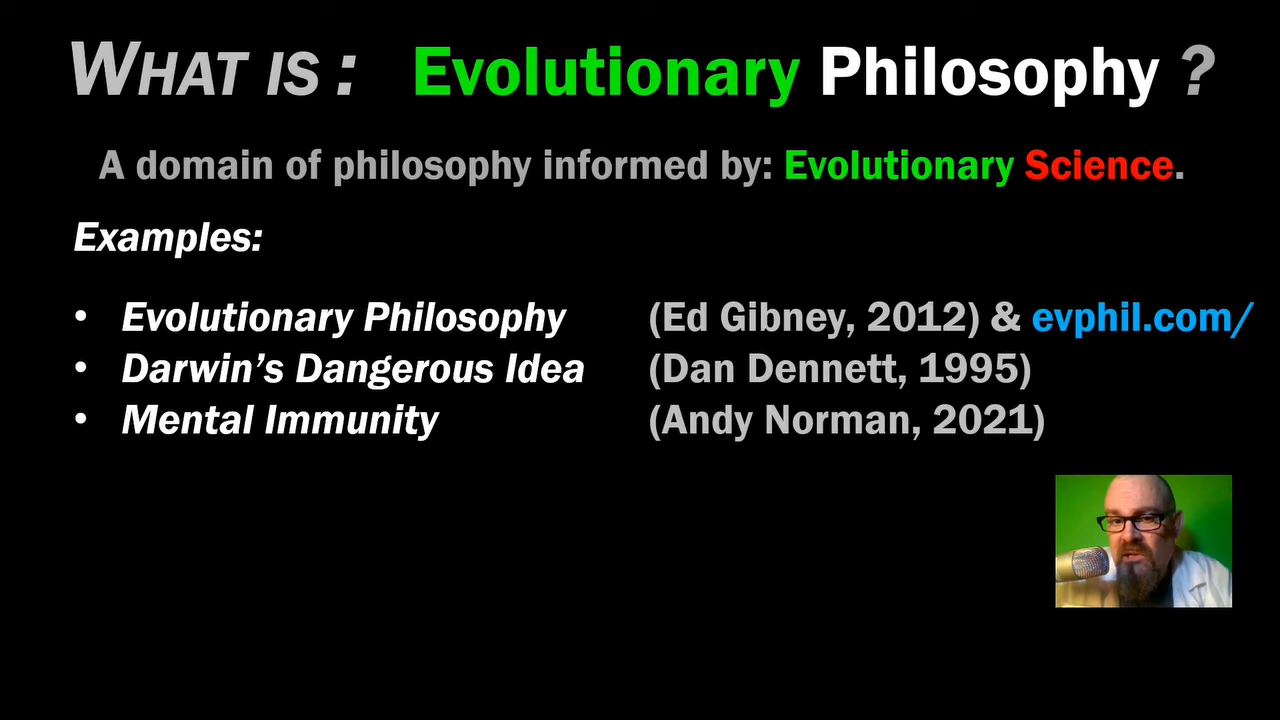 WHAT IS : Evolutionary Philosophy ?
A domain of philosophy informed by: Evolutionary Science.
Examples:
• Evolutionary Philosophy (Ed Gibney, 2012) & evphil.com/
• Darwin’s Dangerous Idea (Dan Dennett, 1995)
• Mental Immunity (Andy Norman, 2021)